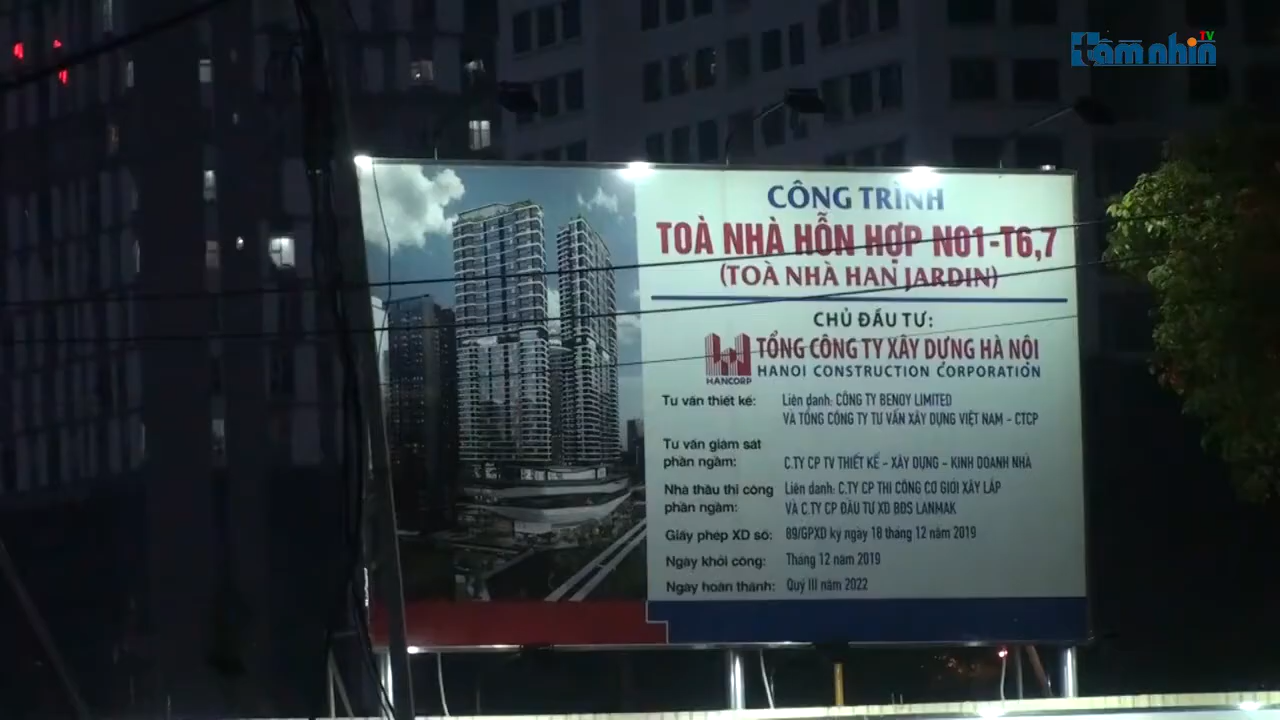 tầm nhìn TV
CÔNG TRÌNH
TOÀ NHÀ HỖN HỢP N01-T6,7
(TOÀ NHÀ HAN JARDIN)
CHỦ ĐẦU TƯ:
HANCORP
TỔNG CÔNG TY XÂY DỰNG HÀ NỘI
HANOI CONSTRUCTION CORPORATION
Tư vấn thiết kế: Liên danh: CÔNG TY BENOY LIMITED
VÀ TỔNG CÔNG TY TƯ VẤN XÂY DỰNG VIỆT NAM - CTCP
Tư vấn giám sát
phần ngầm: C.TY CP TV THIẾT KẾ - XÂY DỰNG - KINH DOANH NHÀ
Nhà thầu thi công Liên danh: C.TY CP THI CÔNG CƠ GIỚI XÂY LẮP
phần ngầm: VÀ C.TY CP ĐẦU TƯ XD BĐS LANMAK
Giấy phép XD số: 89/GPXD ký ngày 18 tháng 12 năm 2019
Ngày khởi công: Tháng 12 năm 2019
Ngày hoàn thành: Quý III năm 2022